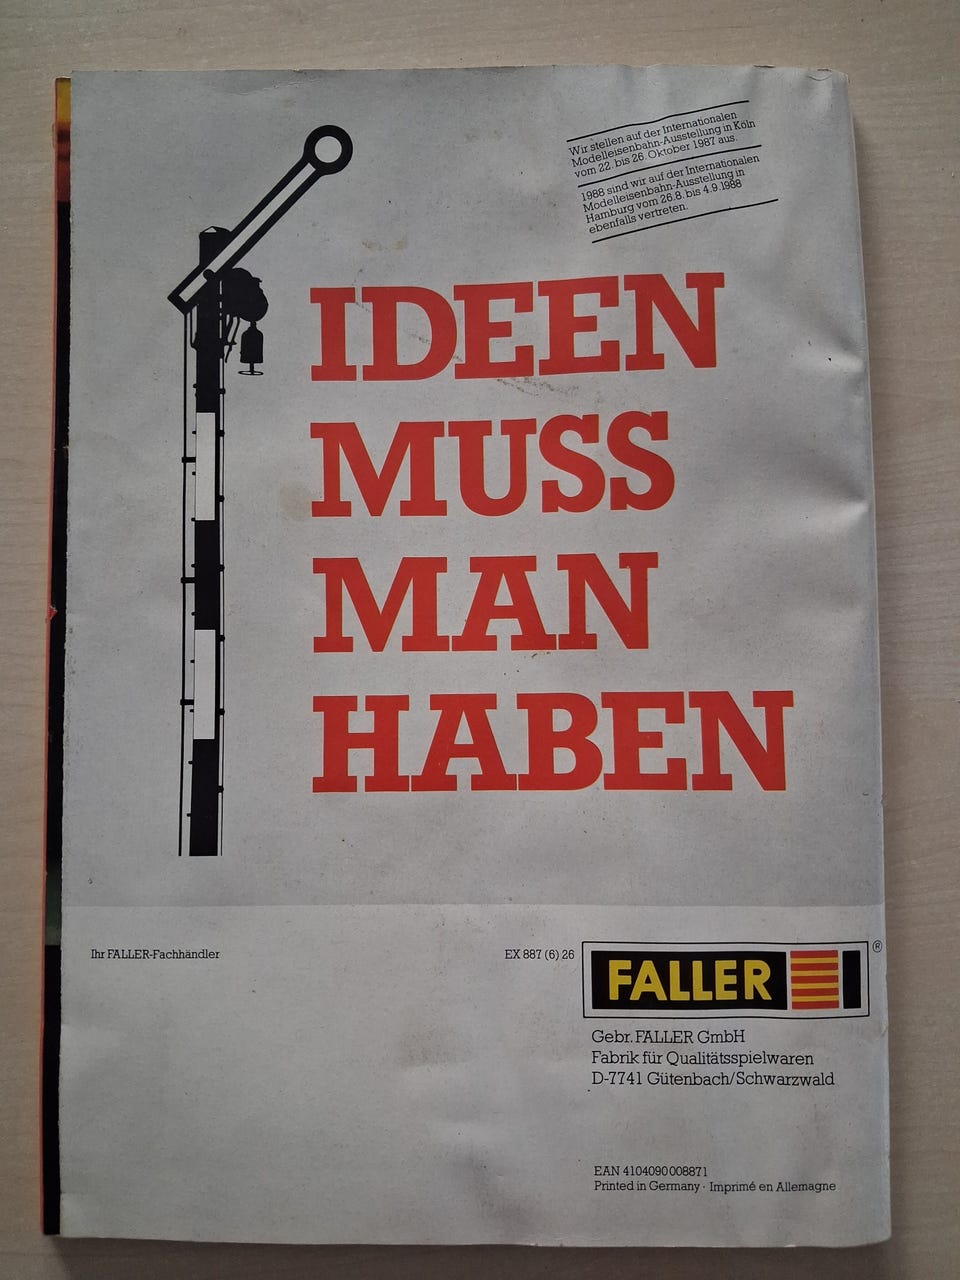 Wir stellen auf der Internationalen
Modelleisenbahn-Ausstellung in Köln
vom 22. bis 26. Oktober 1987 aus.
1988 sind wir auf der Internationalen
Modelleisenbahn-Ausstellung in
Hamburg vom 26.8. bis 4.9.1988
ebenfalls vertreten.
IDEEN
MUSS
MAN
HABEN
Ihr FALLER-Fachhändler
EX 887 (6) 26
FALLER ®
Gebr. FALLER GmbH
Fabrik für Qualitätsspielwaren
D-7741 Gütenbach/Schwarzwald
EAN 4104090008871
Printed in Germany · Imprimé en Allemagne